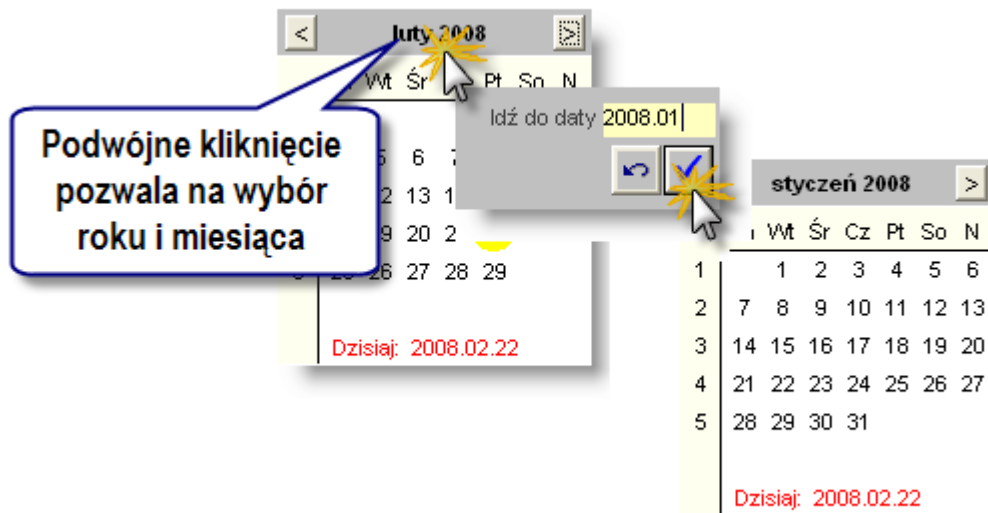 < luty 2008 >
Wt Śr Pt So N
Podwójne kliknięcie
pozwala na wybór
roku i miesiąca
Idź do daty 2008.01
5 6
13
20
26 27 28 29
Dzisiaj: 2008.02.22
styczeń 2008 >
Wt Śr Cz Pt So N
1 1 2 3 4 5 6
2 7 8 9 10 11 12 13
3 14 15 16 17 18 19 20
4 21 22 23 24 25 26 27
5 28 29 30 31
Dzisiaj: 2008.02.22